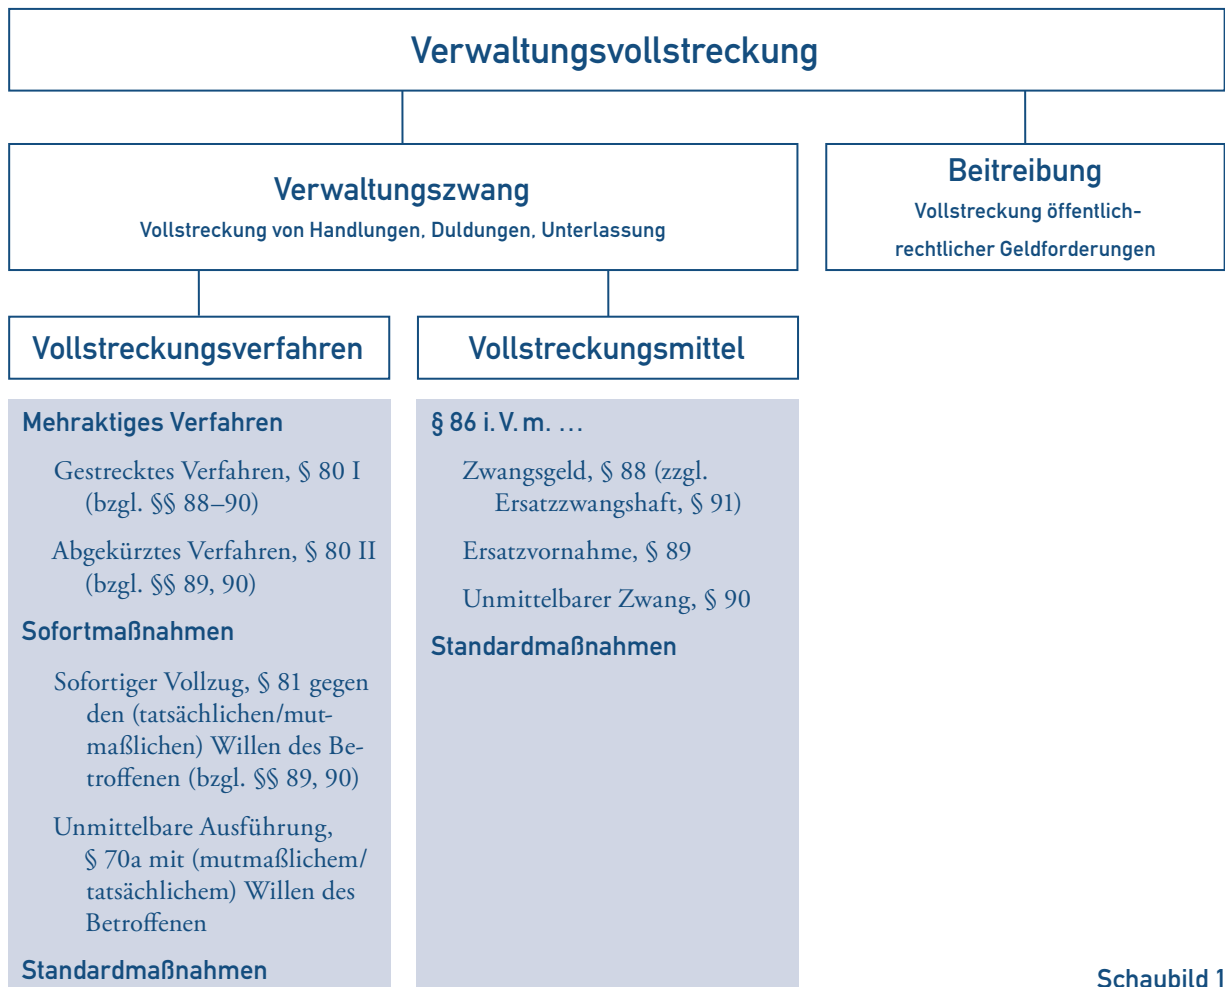 Verwaltungsvollstreckung
Verwaltungszwang
Vollstreckung von Handlungen, Duldungen, Unterlassung
Beitreibung
Vollstreckung öffentlich-
rechtlicher Geldforderungen
Vollstreckungsverfahren
Mehraktiges Verfahren
Gestrecktes Verfahren, § 80 I
(bzgl. §§ 88–90)
Abgekürztes Verfahren, § 80 II
(bzgl. §§ 89, 90)
Sofortmaßnahmen
Sofortiger Vollzug, § 81 gegen
den (tatsächlichen/mut-
maßlichen) Willen des Be-
troffenen (bzgl. §§ 89, 90)
Unmittelbare Ausführung,
§ 70a mit (mutmaßlichem/
tatsächlichem) Willen des
Betroffenen
Standardmaßnahmen
Vollstreckungsmittel
§ 86 i. V. m. …
Zwangsgeld, § 88 (zzgl.
Ersatzzwangshaft, § 91)
Ersatzvornahme, § 89
Unmittelbarer Zwang, § 90
Standardmaßnahmen
Schaubild 1